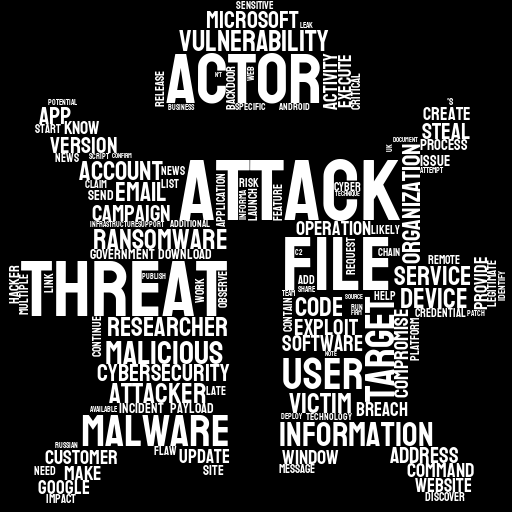 SENSITIVE
MICROSOFT
LEAK
VULNERABILITY
ACTOR
RELEASE
N'T
BACKDOOR
WEB
ACTIVITY
EXECUTE
CRITICAL
BUSINESS
SPECIFIC
ANDROID
POTENTIAL
APP
START
KNOW
VERSION
NEWS
SCRIPT
CONFIRM
'S
CREATE
STEAL
DOCUMENT
PROCESS
UK
ISSUE
ATTEMPT
ACCOUNT
NEWS
CLAIM
LIST
SEND
EMAIL
CAMPAIGN
ATTACK
APPLICATION
INFORMA
RISK
LAUNCH
FEATURE
CYBER
TECHNIQUE
ORGANIZATION
INFRASTRUCTURE
SUPPORT
ADDITIONAL
RANSOMWARE
GOVERNMENT
DOWNLOAD
OPERATION
LIKELY
FILE
C2
REQUEST
CHAIN
ADD
SHARE
REMOTE
SERVICE
PROVIDE
LEGITIMATE
IDENTIFY
HACKER
MULTIPLE
LINK
THREAT
PUBLISH
WORK
OBSERVE
TEAM
CONTAIN
CODE
SOURCE
RUN
FIRM
HELP
DEVICE
CREDENTIAL
PATCH
CONTINUE
RESEARCHER
EXPLOIT
SOFTWARE
NOTE
TARGET
COMPROMISE
PLATFORM
MALICIOUS
CYBERSECURITY
ATTACKER
LATE
USER
AVAILABLE
INCIDENT
PAYLOAD
VICTIM
BREACH
DEPLOY
TECHNOLOGY
MALWARE
INFORMATION
RUSSIAN
CUSTOMER
FLAW
UPDATE
WINDOW
ADDRESS
NEED
MAKE
SITE
MESSAGE
COMMAND
GOOGLE
WEBSITE
IMPACT
DISCOVER